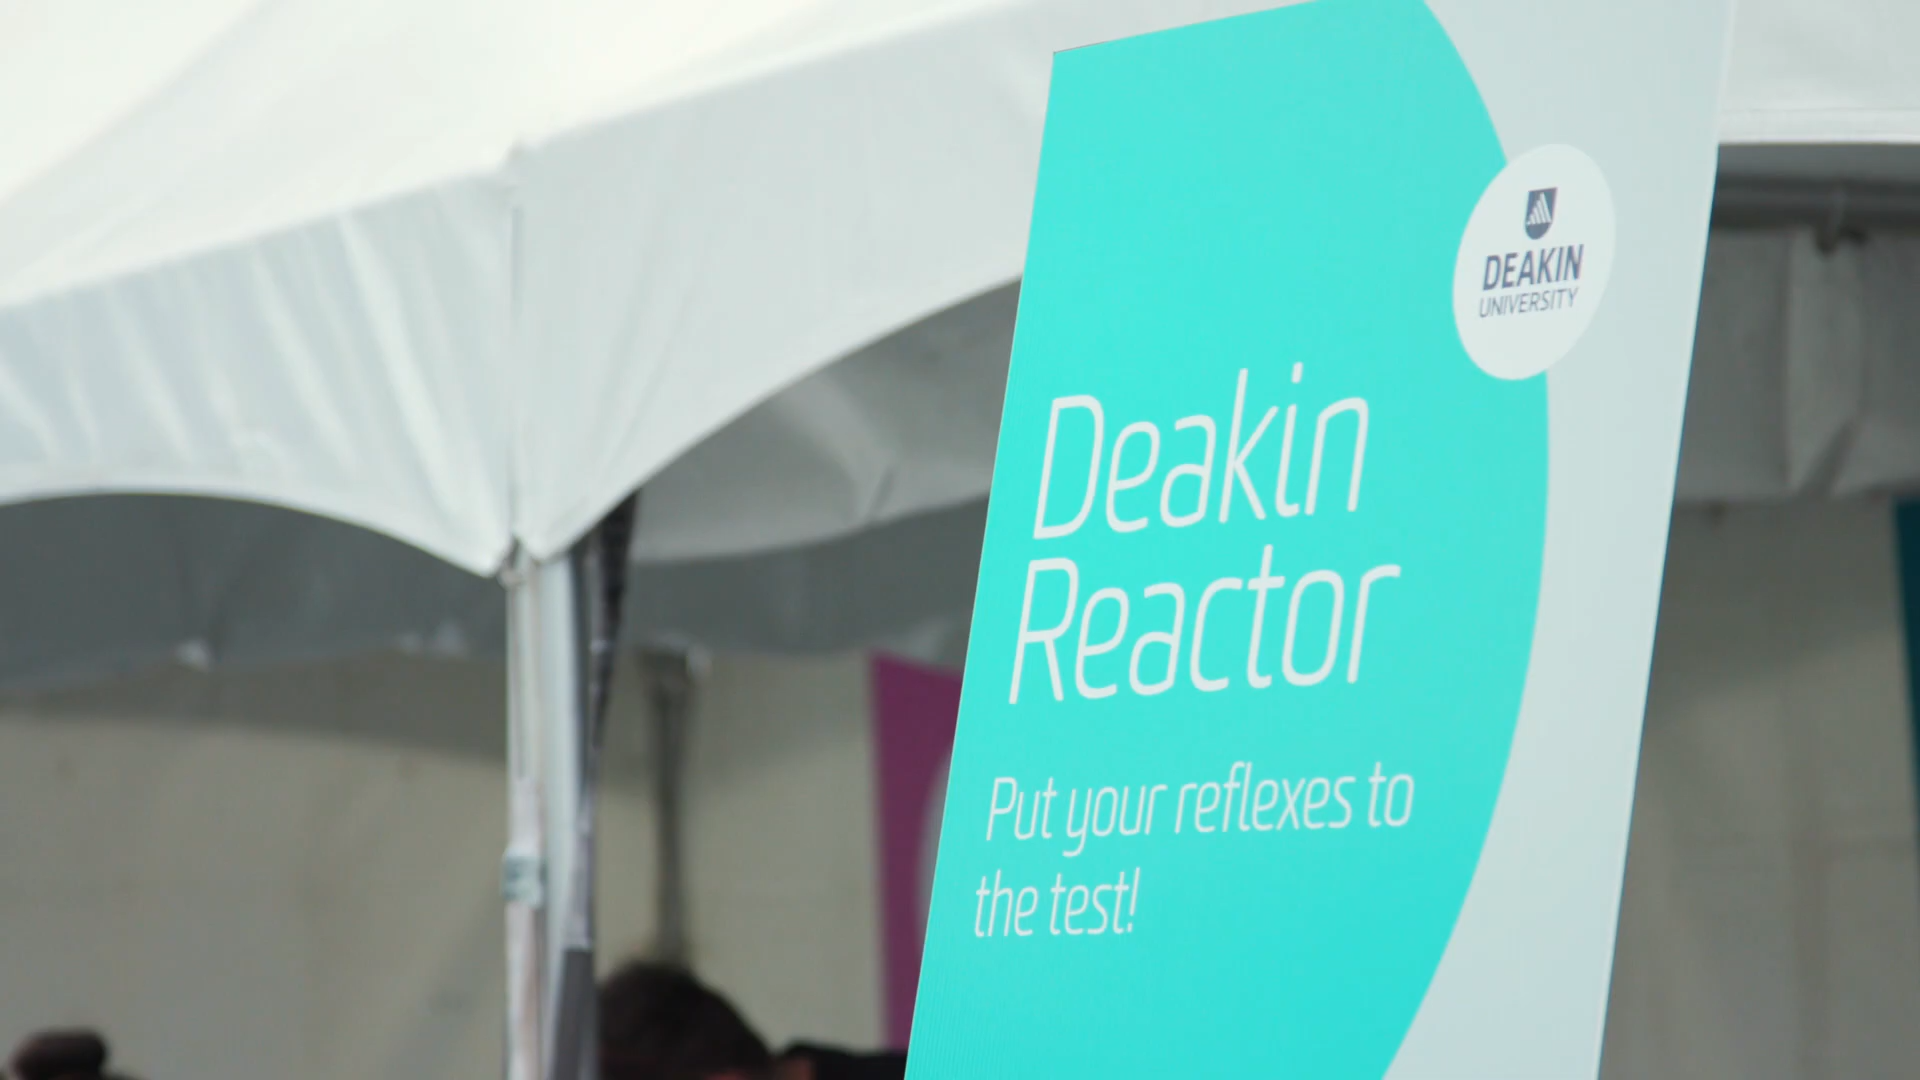 DEAKIN
UNIVERSITY
Deakin
Reactor
Put your reflexes to
the test!